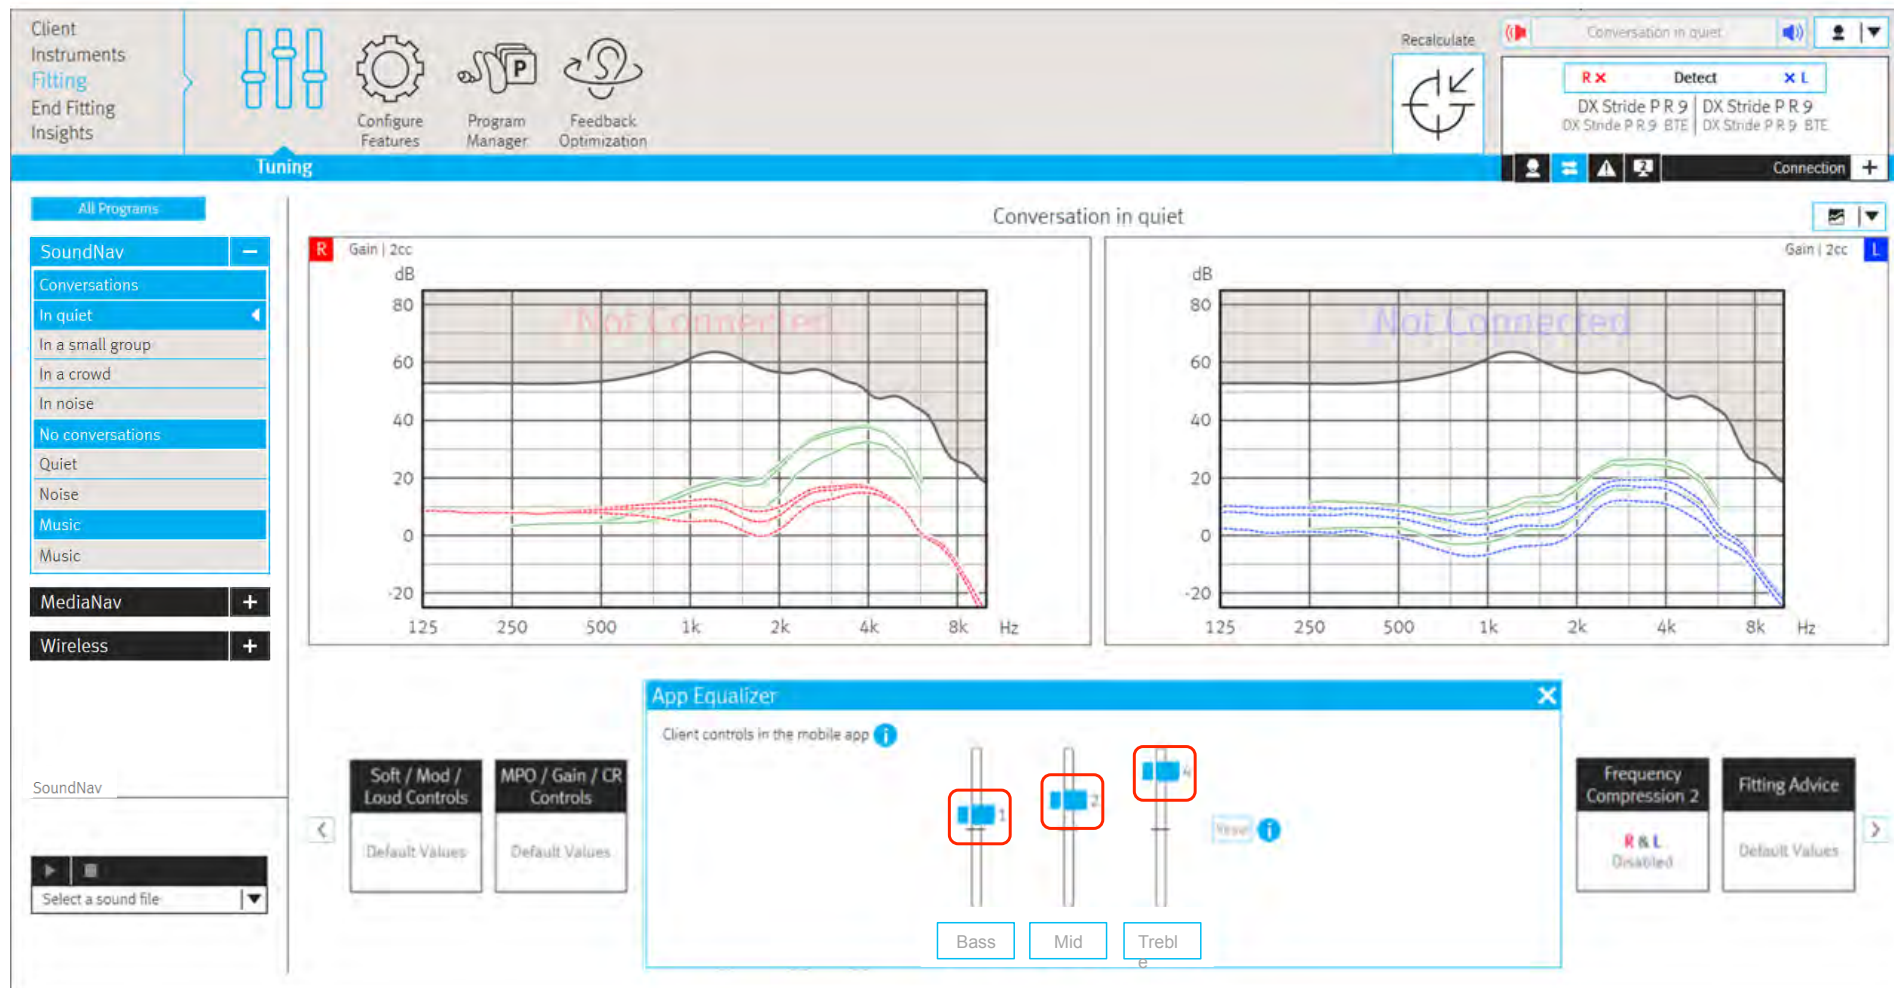 Client
Instruments
Fitting
End Fitting
Insights
Configure
Features
Program
Manager
Feedback
Optimization
P
Tuning
Recalculate
Conversation in quiet
R × Detect × L
DX Stride P R 9 | DX Stride P R 9
DX Stride P R 9 BTE | DX Stride P R 9 BTE
2
Connection +
All Programs
SoundNav −
Conversations
In quiet
In a small group
In a crowd
In noise
No conversations
Quiet
Noise
Music
Music
MediaNav +
Wireless +
SoundNav
Select a sound file
Conversation in quiet
R Gain | 2cc
dB
80
60
40
20
0
-20
125 250 500 1k 2k 4k 8k Hz
Not Connected
Gain | 2cc L
dB
80
60
40
20
0
-20
125 250 500 1k 2k 4k 8k Hz
Not Connected
Soft / Mod /
Loud Controls
Default Values
MPO / Gain / CR
Controls
Default Values
App Equalizer ×
Client controls in the mobile app i
1
2
4
Reset i
Bass Mid Trebl
e
Frequency
Compression 2
R & L
Disabled
Fitting Advice
Default Values